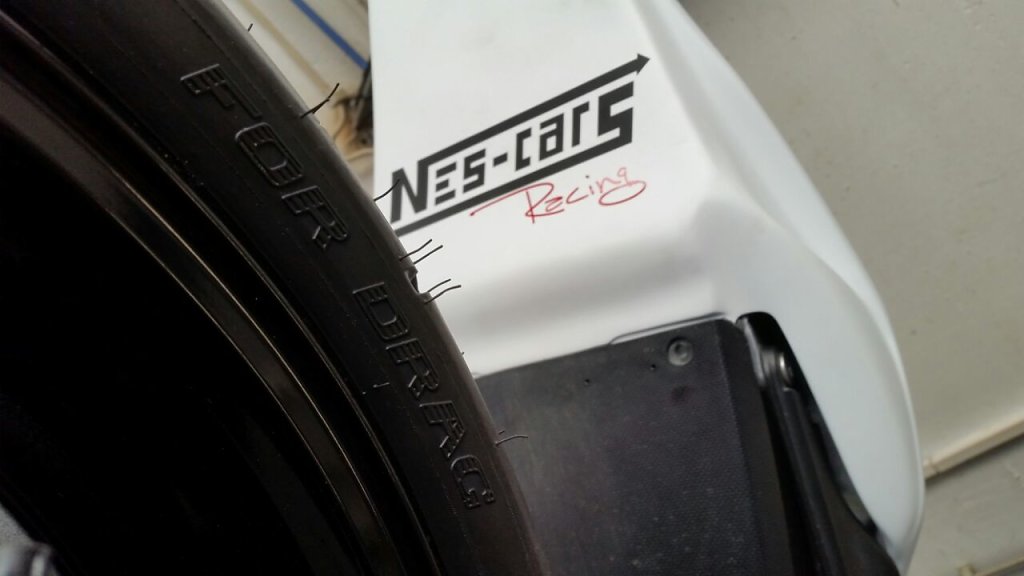 FOR DRAG
NES-carS
Racing